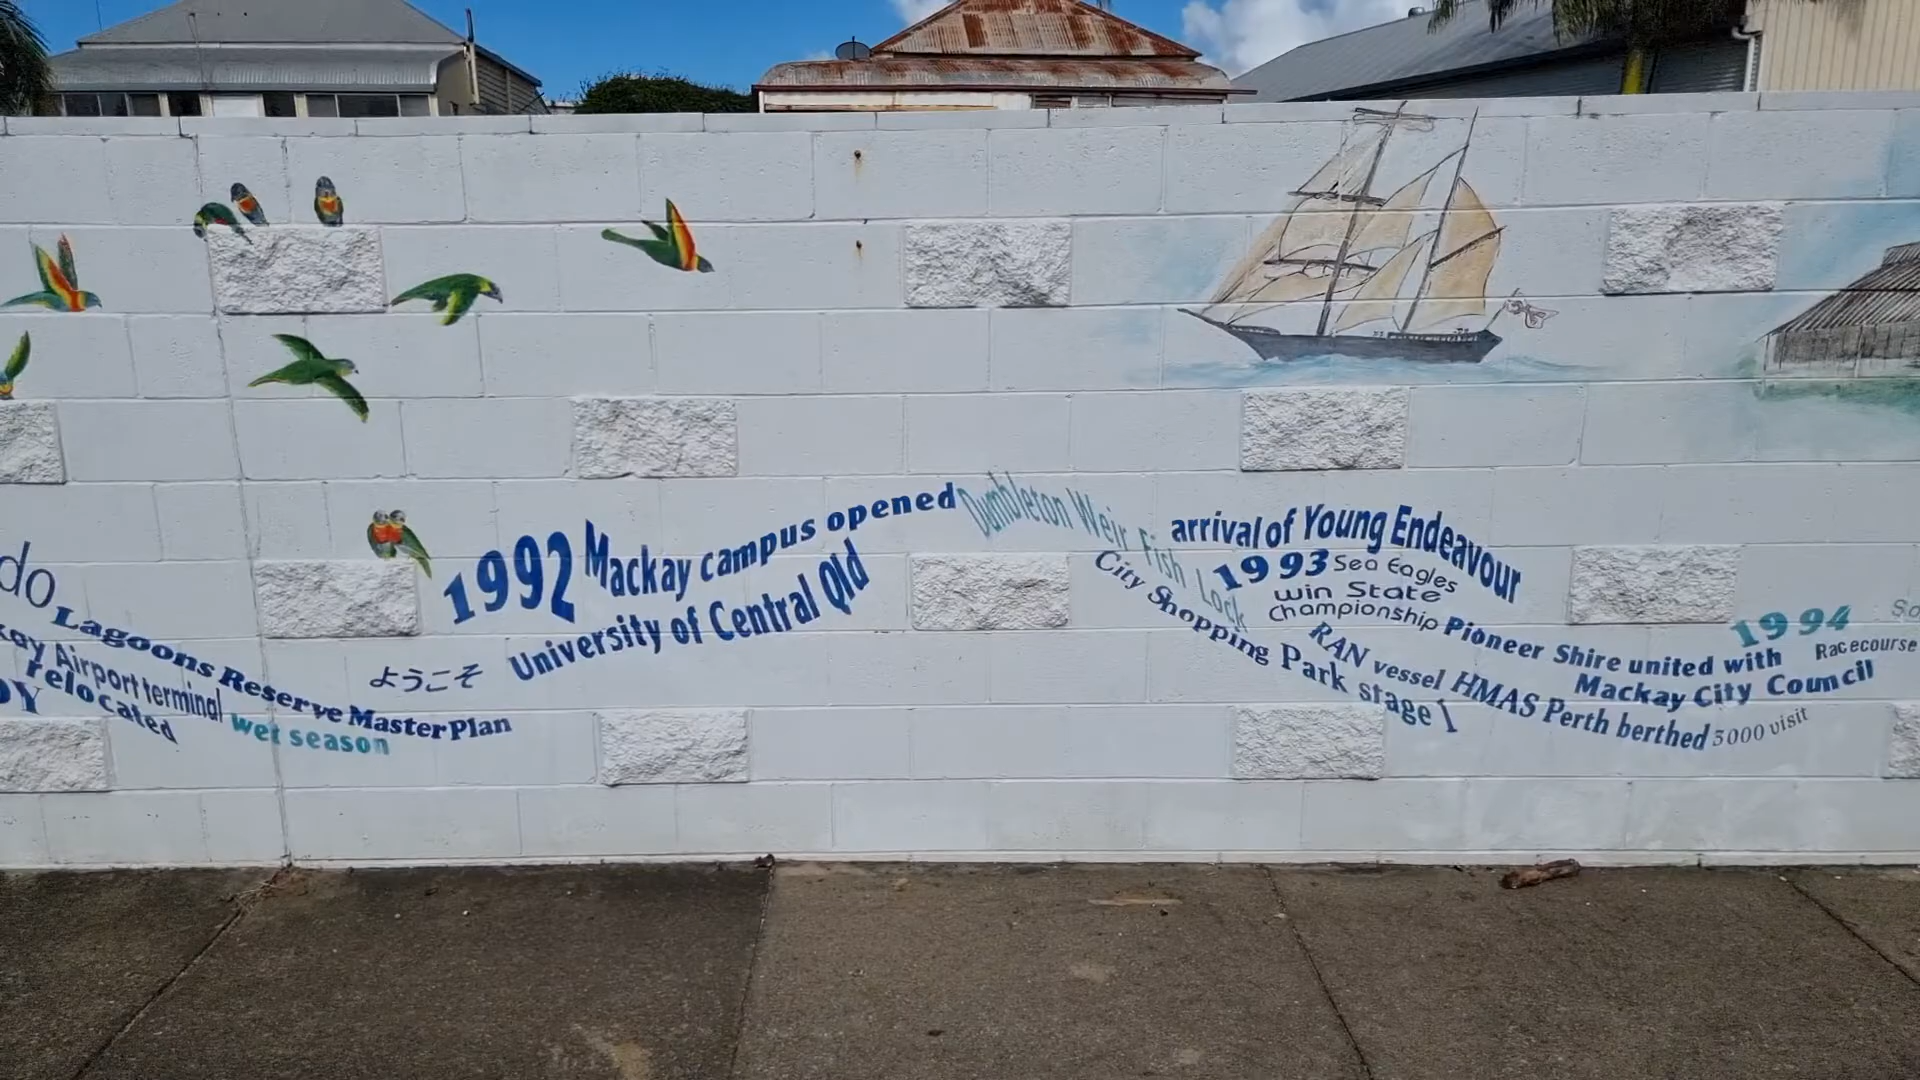 do
Lagoons Reserve Master Plan
Airport terminal
relocated
wet season
ようこそ
1992 Mackay campus opened
University of Central Qld
Dumbleton Weir Fish Lock
City Shopping Park stage 1
arrival of Young Endeavour
1993 Sea Eagles
win State
Championship
Pioneer Shire united with
Mackay City Council
RAN vessel HMAS Perth berthed
3000 visit
1994
Racecourse